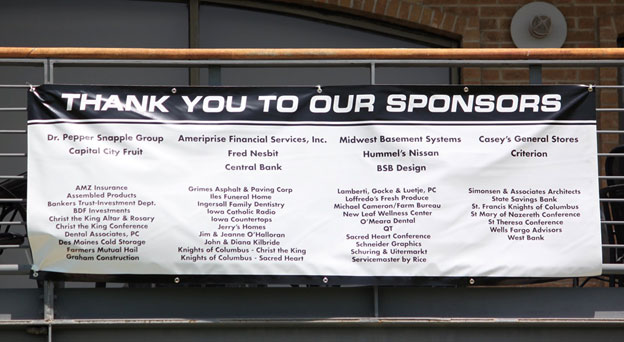 THANK YOU TO OUR SPONSORS
Dr. Pepper Snapple Group
Capital City Fruit
Ameriprise Financial Services, Inc.
Fred Nesbit
Central Bank
Midwest Basement Systems
Hummel's Nissan
BSB Design
Casey's General Stores
Criterion
AMZ Insurance
Assembled Products
Bankers Trust-Investment Dept.
BDF Investments
Christ the King Altar & Rosary
Christ the King Conference
Dental Associates, PC
Des Moines Cold Storage
Farmers Mutual Hail
Graham Construction
Grimes Asphalt & Paving Corp
Iles Funeral Home
Ingersoll Family Dentistry
Iowa Catholic Radio
Iowa Countertops
Jerry's Homes
Jim & Jeanne O'Halloran
John & Diana Kilbride
Knights of Columbus - Christ the King
Knights of Columbus - Sacred Heart
Lamberti, Gocke & Luetje, PC
Loffredo's Fresh Produce
Michael Cameron/Farm Bureau
New Leaf Wellness Center
O'Meara Dental
QT
Sacred Heart Conference
Schneider Graphics
Schuring & Uitermarkt
Servicemaster by Rice
Simonsen & Associates Architects
State Savings Bank
St. Francis Knights of Columbus
St Mary of Nazereth Conference
St Theresa Conference
Wells Fargo Advisors
West Bank